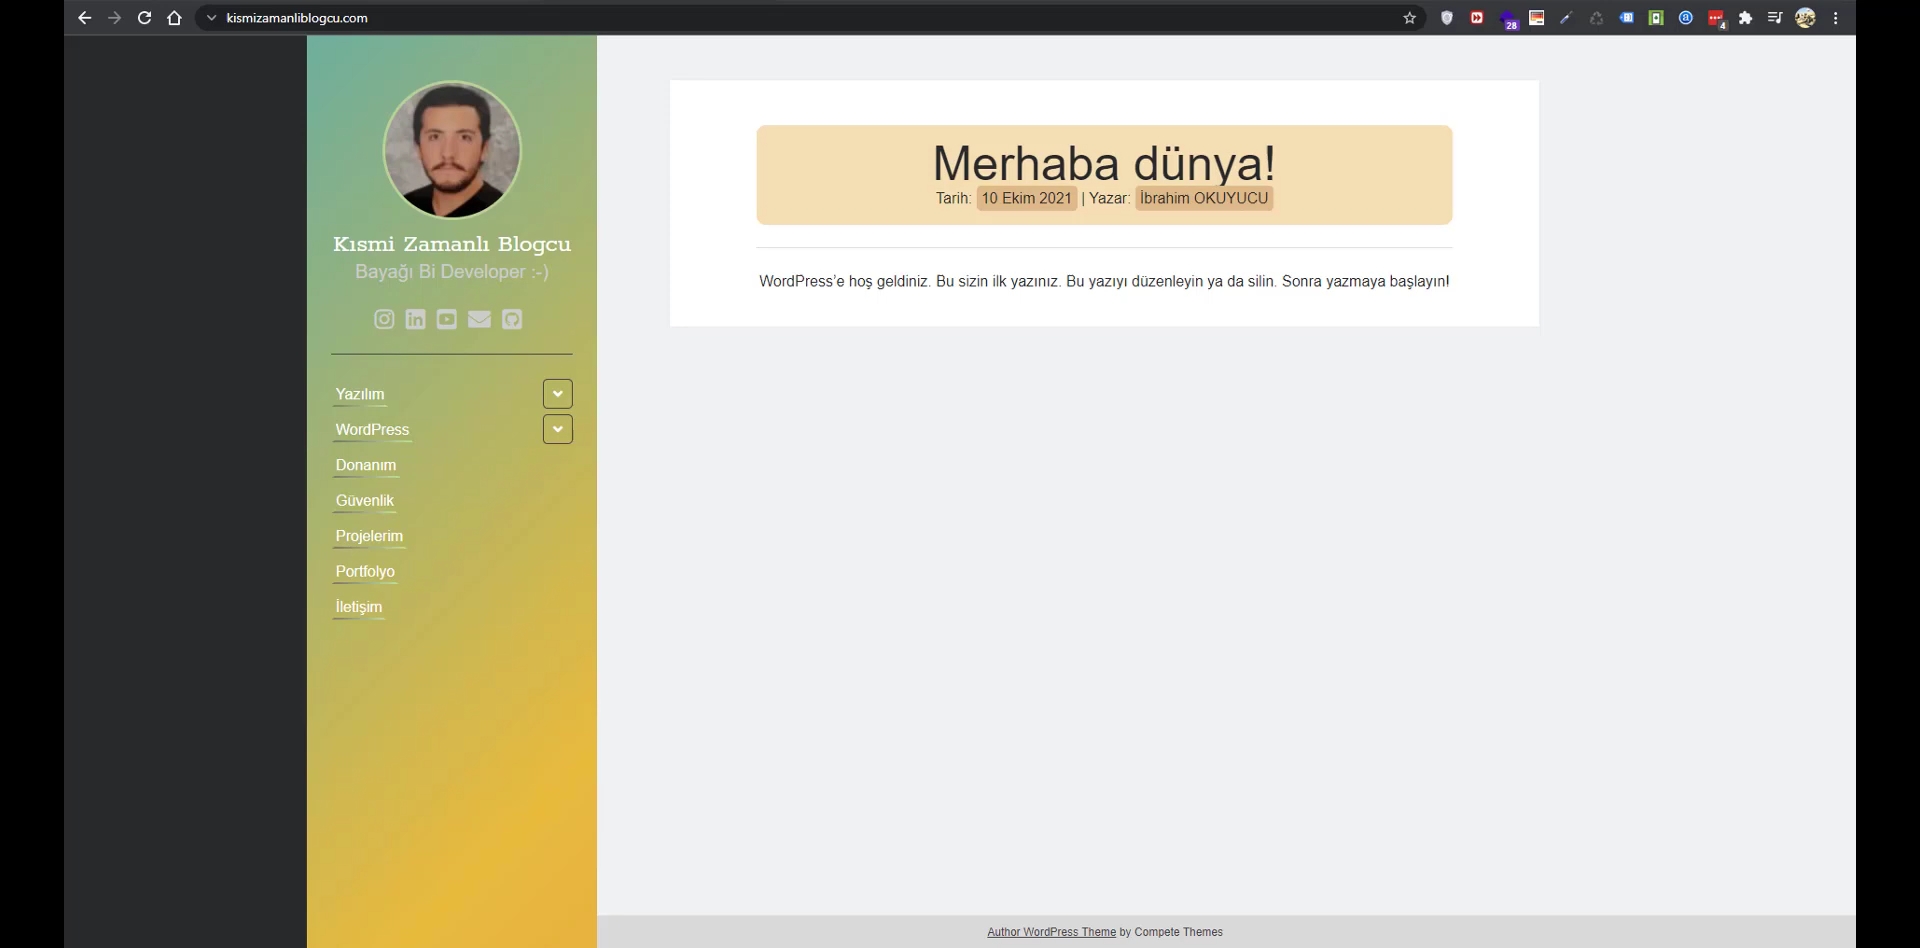 kismizamanliblogcu.com
28
4
Kısmi Zamanlı Blogcu
Bayağı Bi Developer :-)
Yazılım
WordPress
Donanım
Güvenlik
Projelerim
Portfolyo
İletişim
Merhaba dünya!
Tarih: 10 Ekim 2021 | Yazar: İbrahim OKUYUCU
WordPress’e hoş geldiniz. Bu sizin ilk yazınız. Bu yazıyı düzenleyin ya da silin. Sonra yazmaya başlayın!
Author WordPress Theme by Compete Themes